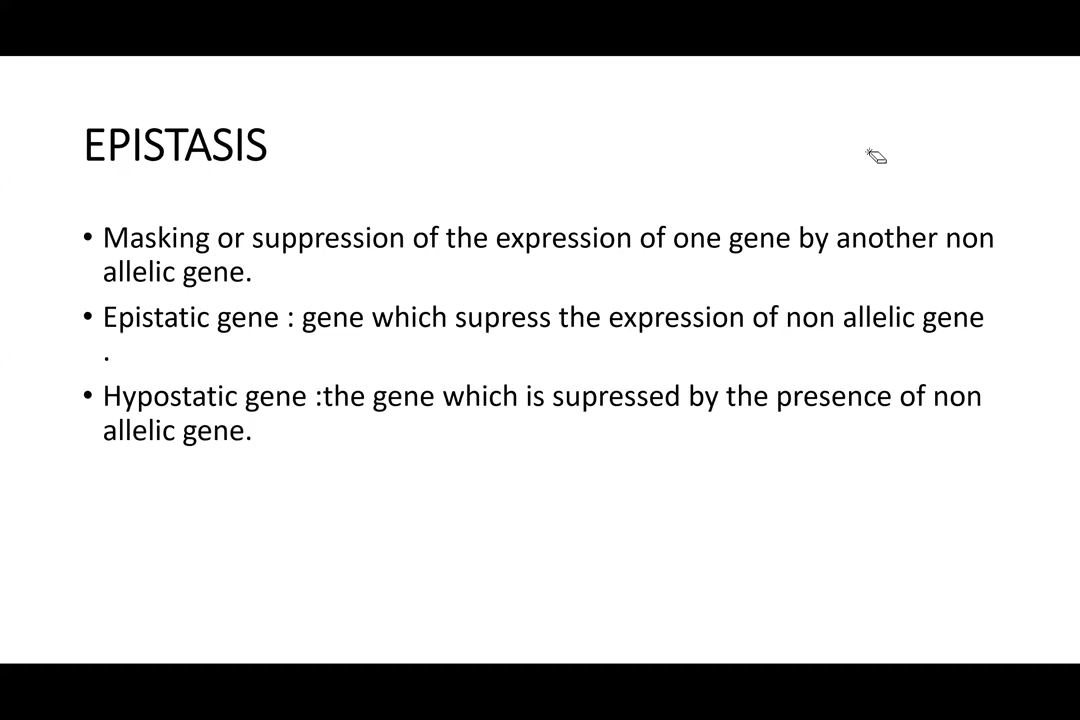 EPISTASIS
• Masking or suppression of the expression of one gene by another non
allelic gene.
• Epistatic gene : gene which supress the expression of non allelic gene
.
• Hypostatic gene :the gene which is supressed by the presence of non
allelic gene.